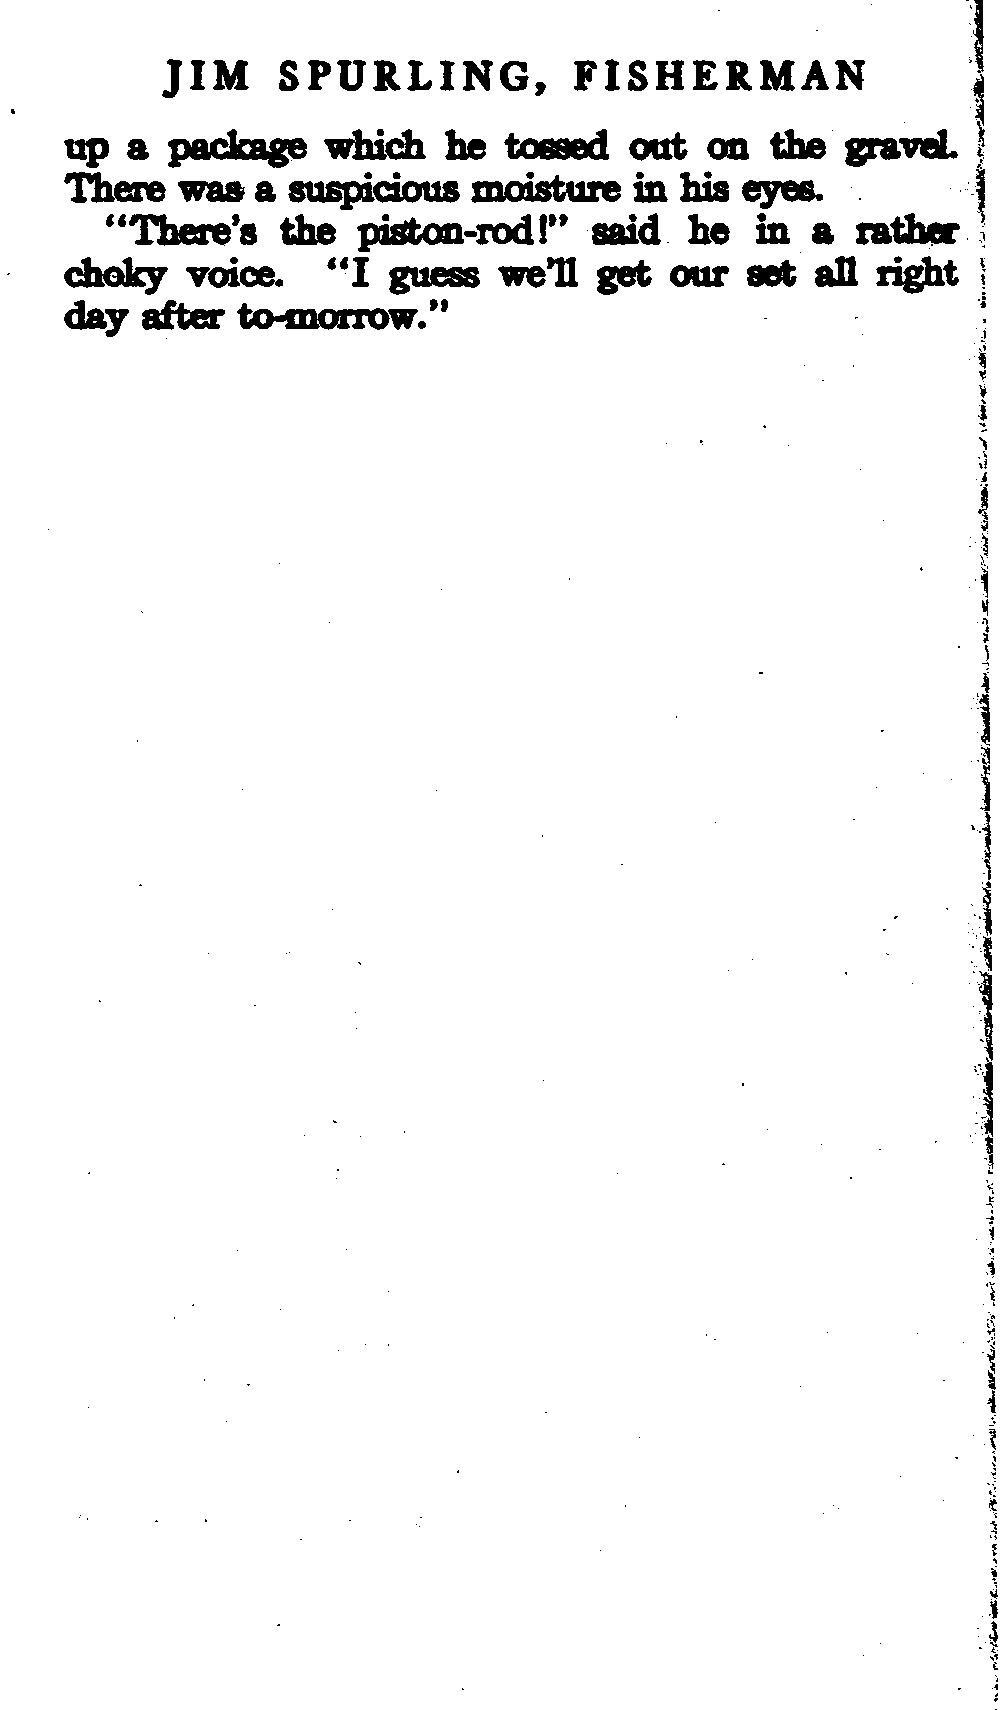 JIM SPURLING, FISHERMAN
up a package which he tossed out on the gravel.
There was a suspicious moisture in his eyes.
"There's the piston-rod!" said he in a rather
choky voice. "I guess we'll get our set all right
day after to-morrow."